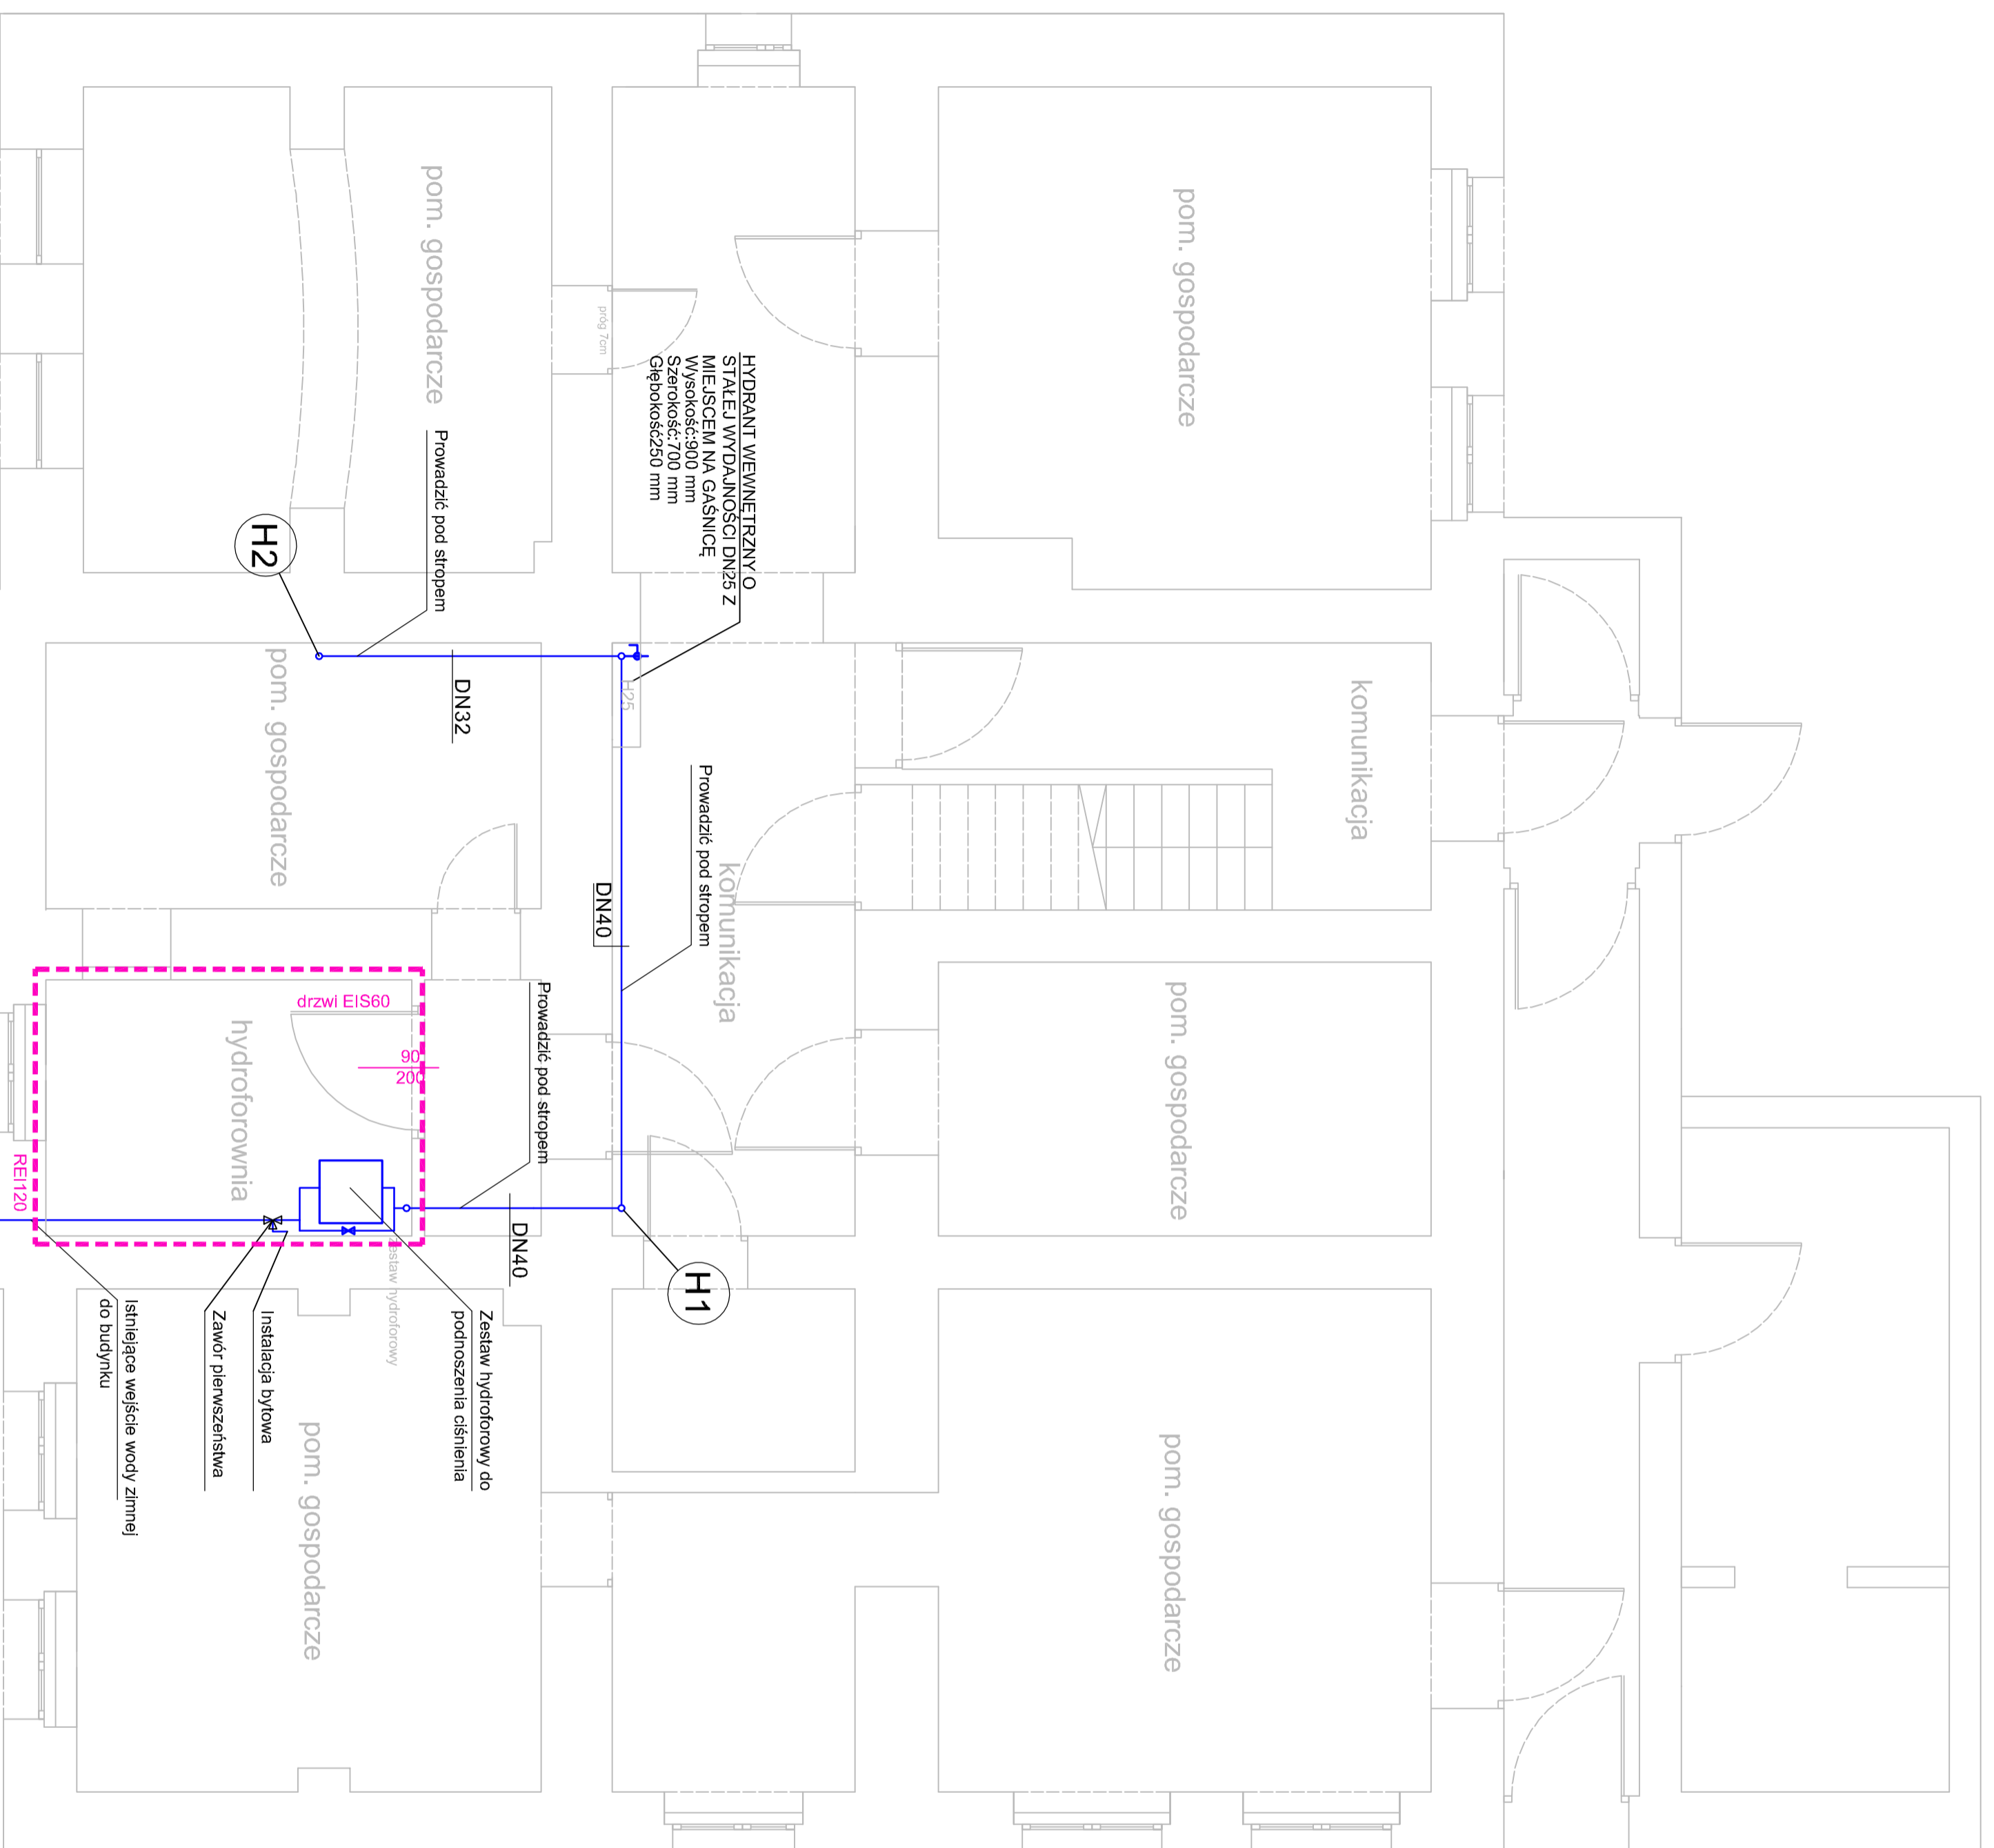 pom. gospodarcze
komunikacja
pom. gospodarcze
pom. gospodarcze
HYDRANT WEWNĘTRZNY O
STAŁEJ WYDAJNOŚCI DN25 Z
MIEJSCEM NA GAŚNICĘ
Wysokość:900 mm
Szerokość:700 mm
Głębokość250 mm
próg 7cm
H25
Prowadzić pod stropem
komunikacja
DN40
H1
pom. gospodarcze
Prowadzić pod stropem
H2
DN32
pom. gospodarcze
Prowadzić pod stropem
DN40
drzwi EIS60
90
200
hydroforownia
REI120
zestaw hydroforowy
Zestaw hydroforowy do
podnoszenia ciśnienia
Instalacja bytowa
Zawór pierwszeństwa
Istniejące wejście wody zimnej
do budynku
pom. gospodarcze